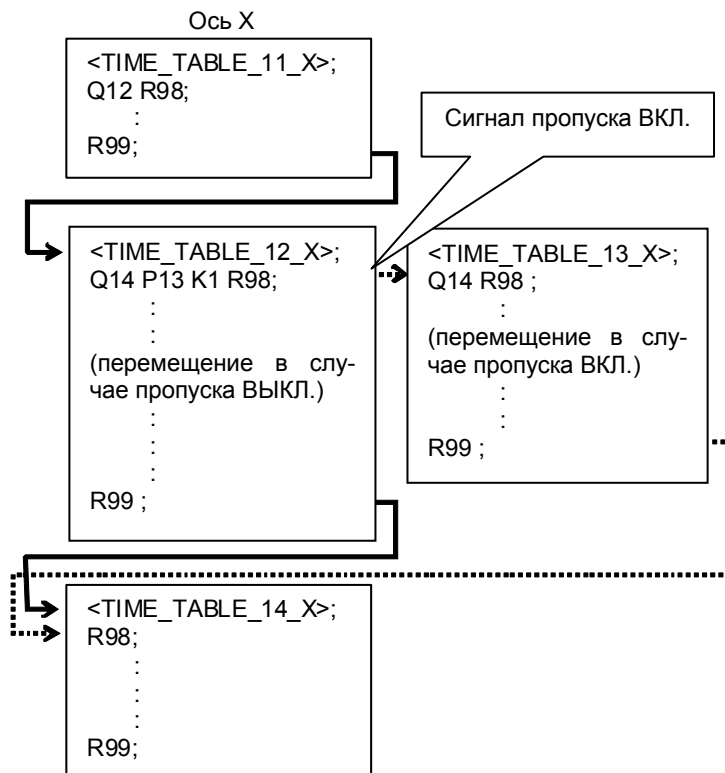 Ось X
<TIME_TABLE_11_X>;
Q12 R98;
:
R99;
Сигнал пропуска ВКЛ.
<TIME_TABLE_12_X>;
Q14 P13 K1 R98;
:
:
(перемещение в слу-
чае пропуска ВЫКЛ.)
:
:
:
R99 ;
<TIME_TABLE_13_X>;
Q14 R98 ;
:
(перемещение в слу-
чае пропуска ВКЛ.)
:
:
R99 ;
<TIME_TABLE_14_X>;
R98;
:
:
:
R99;